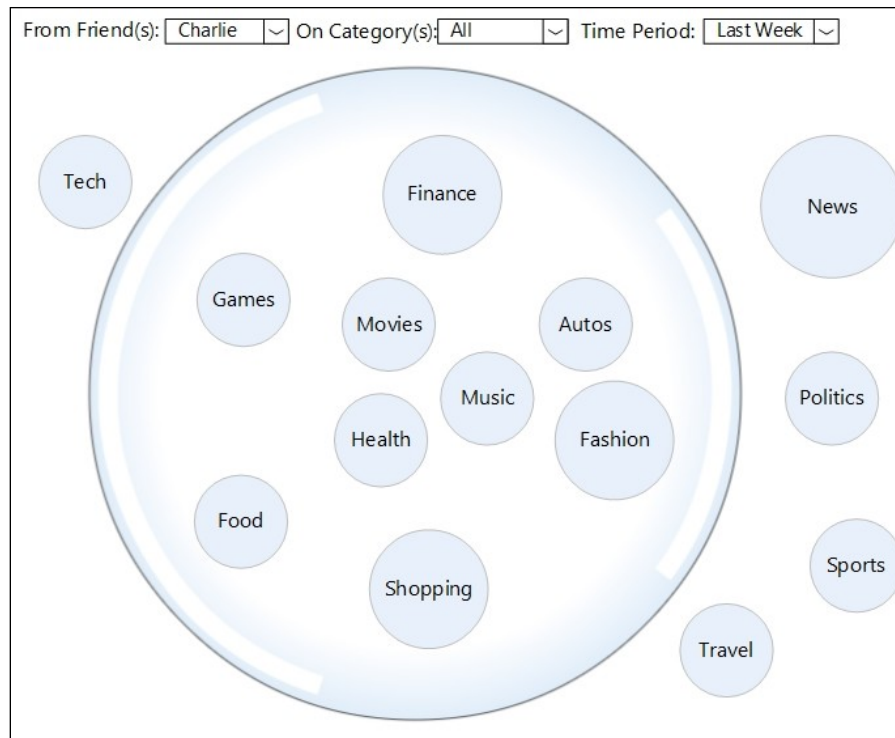 From Friend(s): Charlie On Category(s): All Time Period: Last Week
Tech
Finance
News
Games
Movies
Autos
Music
Politics
Health
Fashion
Food
Shopping
Sports
Travel